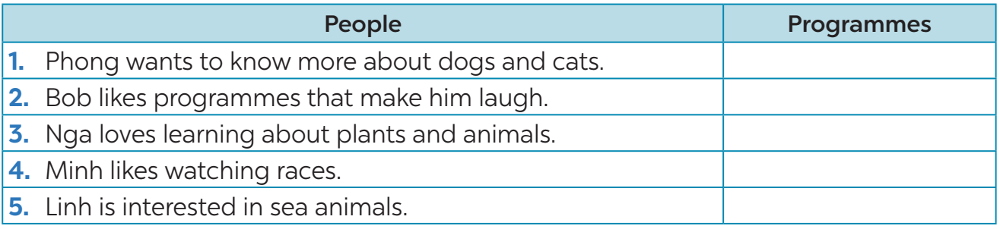 People Programmes
1. Phong wants to know more about dogs and cats.
2. Bob likes programmes that make him laugh.
3. Nga loves learning about plants and animals.
4. Minh likes watching races.
5. Linh is interested in sea animals.